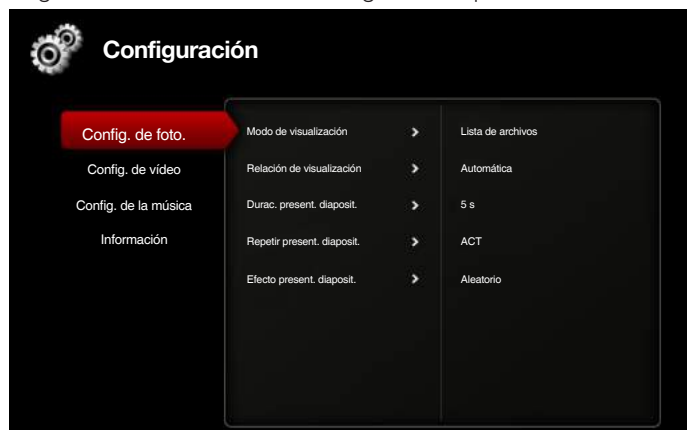 Configuración
Config. de foto.
Modo de visualización
Lista de archivos
Config. de vídeo
Relación de visualización
Automática
Config. de la música
Durac. present. diaposit.
5 s
Información
Repetir present. diaposit.
ACT
Efecto present. diaposit.
Aleatorio